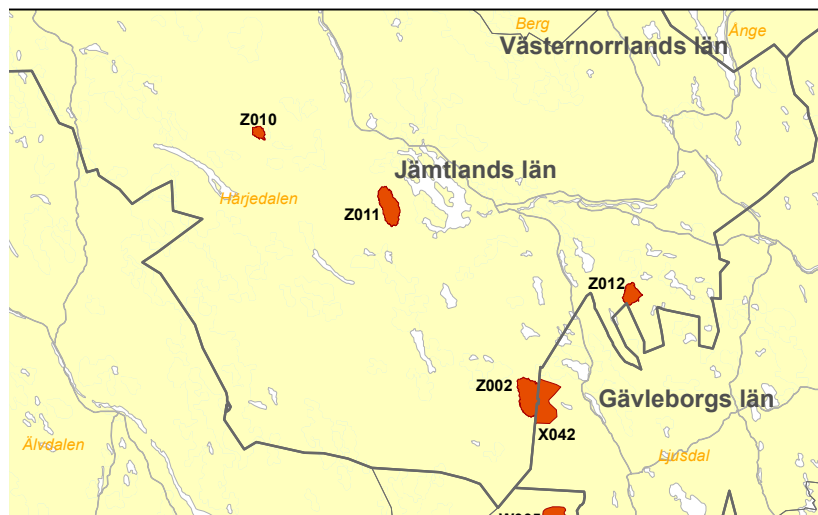 Berg
Ånge
Västernorrlands län
Z010
Jämtlands län
Härjedalen
Z011
Z012
Z002
Gävleborgs län
X042
Älvdalen
Ljusdal